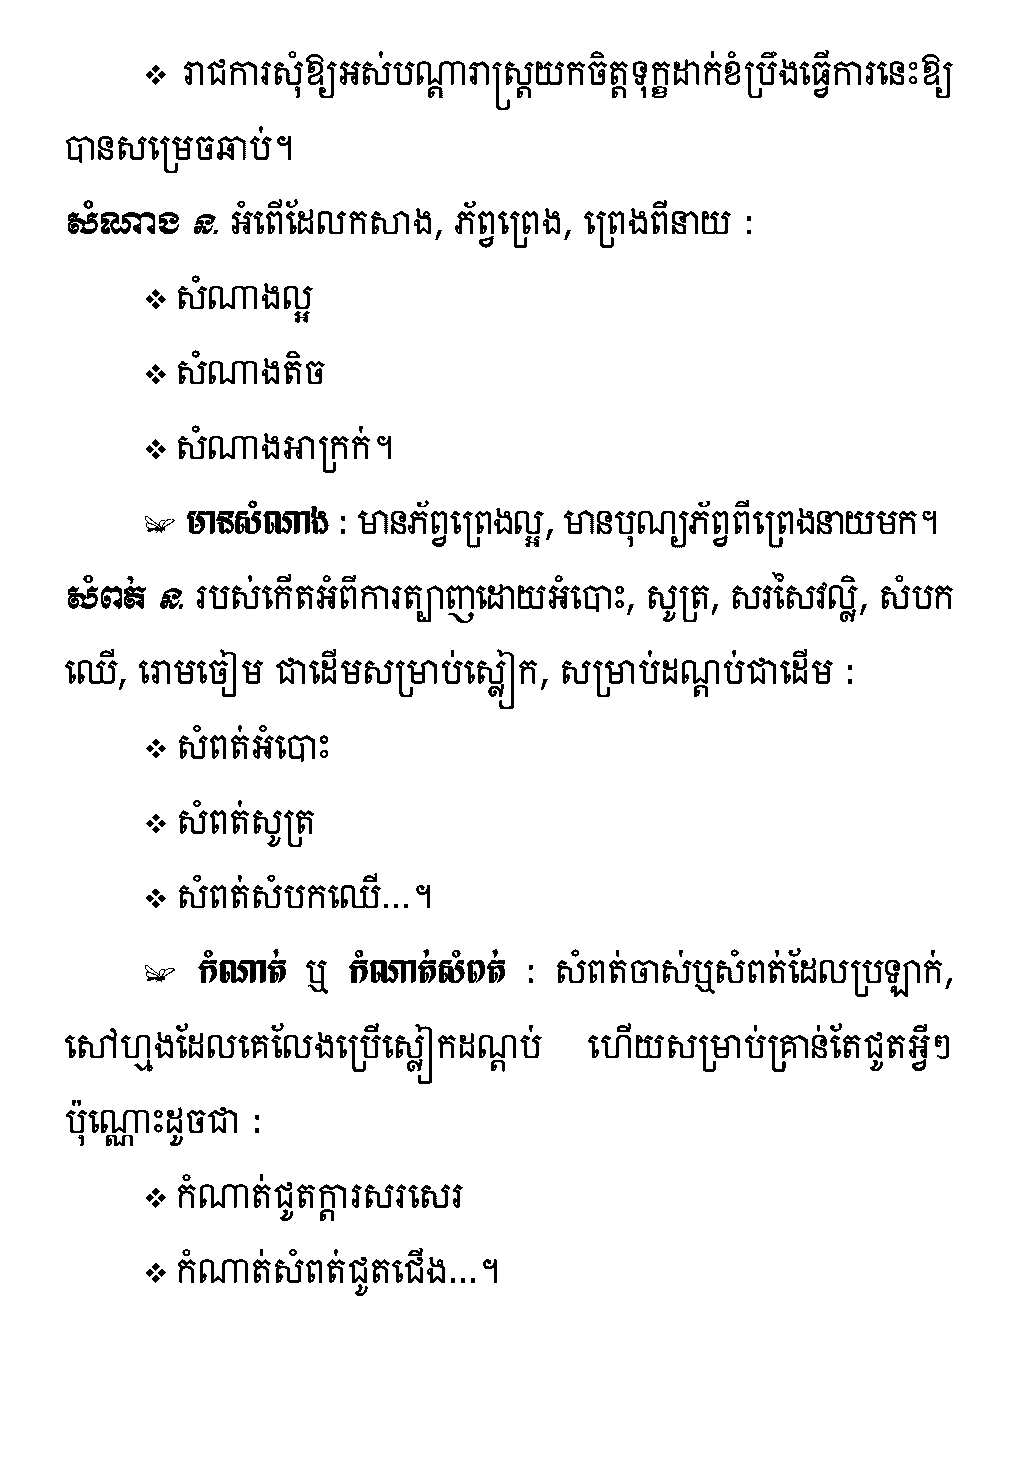 ❖ រាជការសុំឱ្យអស់បណ្ដារាស្ត្រយកចិត្តទុក្ខដាក់ខំប្រឹងធ្វើការនេះឱ្យ
បានសម្រេចឆាប់។
សំណាង ន. អំពើដែលកសាង, ភ័ព្វព្រេង, ព្រេងពីនាយ :
❖ សំណាងល្អ
❖ សំណាងតិច
❖ សំណាងអាក្រក់។
មានសំណាង : មានភ័ព្វព្រេងល្អ, មានបុណ្យភ័ព្វពីព្រេងនាយមក។
សំពត់ ន. របស់កើតអំពីការត្បាញដោយអំបោះ, សូត្រ, សរសៃវល្លិ, សំបក
ឈើ, រោមចៀម ជាដើមសម្រាប់ស្លៀក, សម្រាប់ដណ្ដប់ជាដើម :
❖ សំពត់អំបោះ
❖ សំពត់សូត្រ
❖ សំពត់សំបកឈើ...។
កំណាត់ ឬ កំណាត់សំពត់ : សំពត់ចាស់ឬសំពត់ដែលប្រឡាក់,
សៅហ្មងដែលគេលែងប្រើស្លៀកដណ្ដប់ ហើយសម្រាប់គ្រាន់តែជូតអ្វីៗ
ប៉ុណ្ណោះដូចជា :
❖ កំណាត់ជូតក្ដារសរសេរ
❖ កំណាត់សំពត់ជូតជើង...។